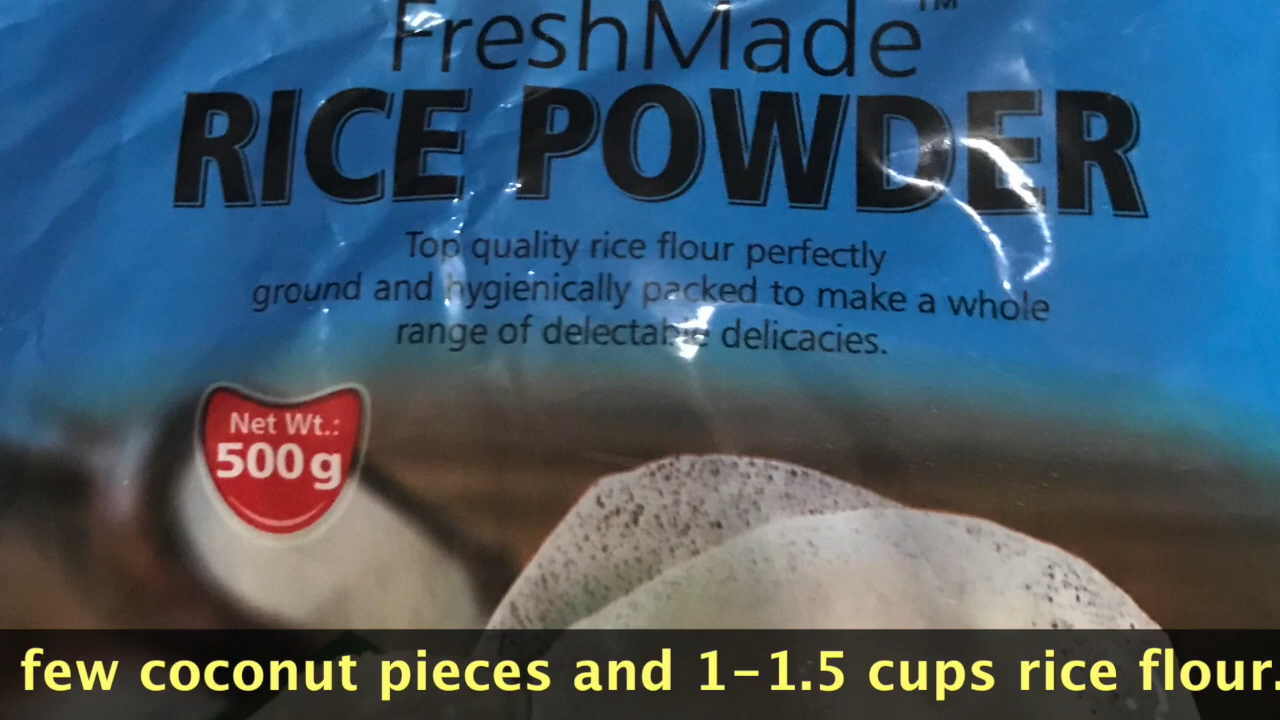 FreshMade™
RICE POWDER
Top quality rice flour perfectly
ground and hygienically packed to make a whole
range of delectable delicacies.
Net Wt.:
500g
few coconut pieces and 1-1.5 cups rice flour.